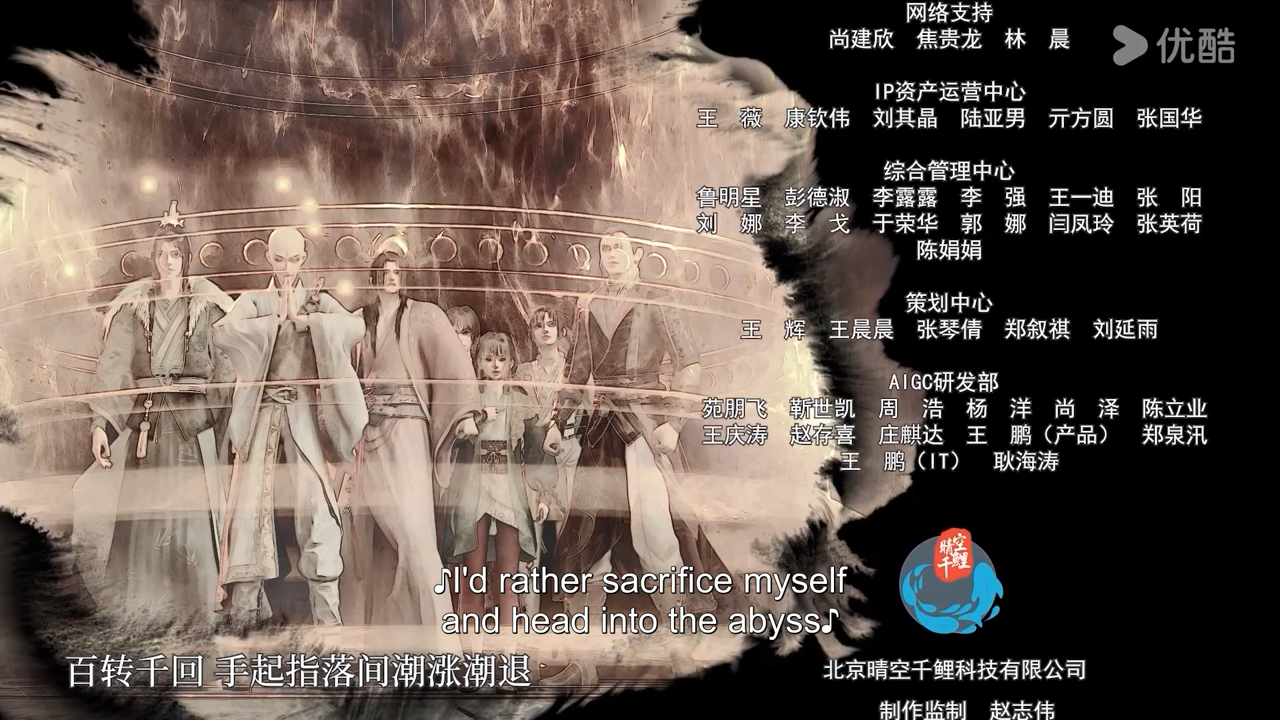 网络支持
尚建欣 焦贵龙 林 晨
优酷
IP资产运营中心
王 薇 康钦伟 刘其晶 陆亚男 亓方圆 张国华
综合管理中心
鲁明星 彭德淑 李露露 李 强 王一迪 张 阳
刘 娜 李 戈 于荣华 郭 娜 闫凤玲 张英荷
陈娟娟
策划中心
王 辉 王晨晨 张琴倩 郑叙祺 刘延雨
AIGC研发部
苑朋飞 靳世凯 周 浩 杨 洋 尚 泽 陈立业
王庆涛 赵存喜 庄麒达 王 鹏（产品） 郑泉汛
王 鹏（IT） 耿海涛
晴空千鲤
♪I'd rather sacrifice myself
and head into the abyss♪
百转千回 手起指落间潮涨潮退
北京晴空千鲤科技有限公司
制作监制 赵志伟